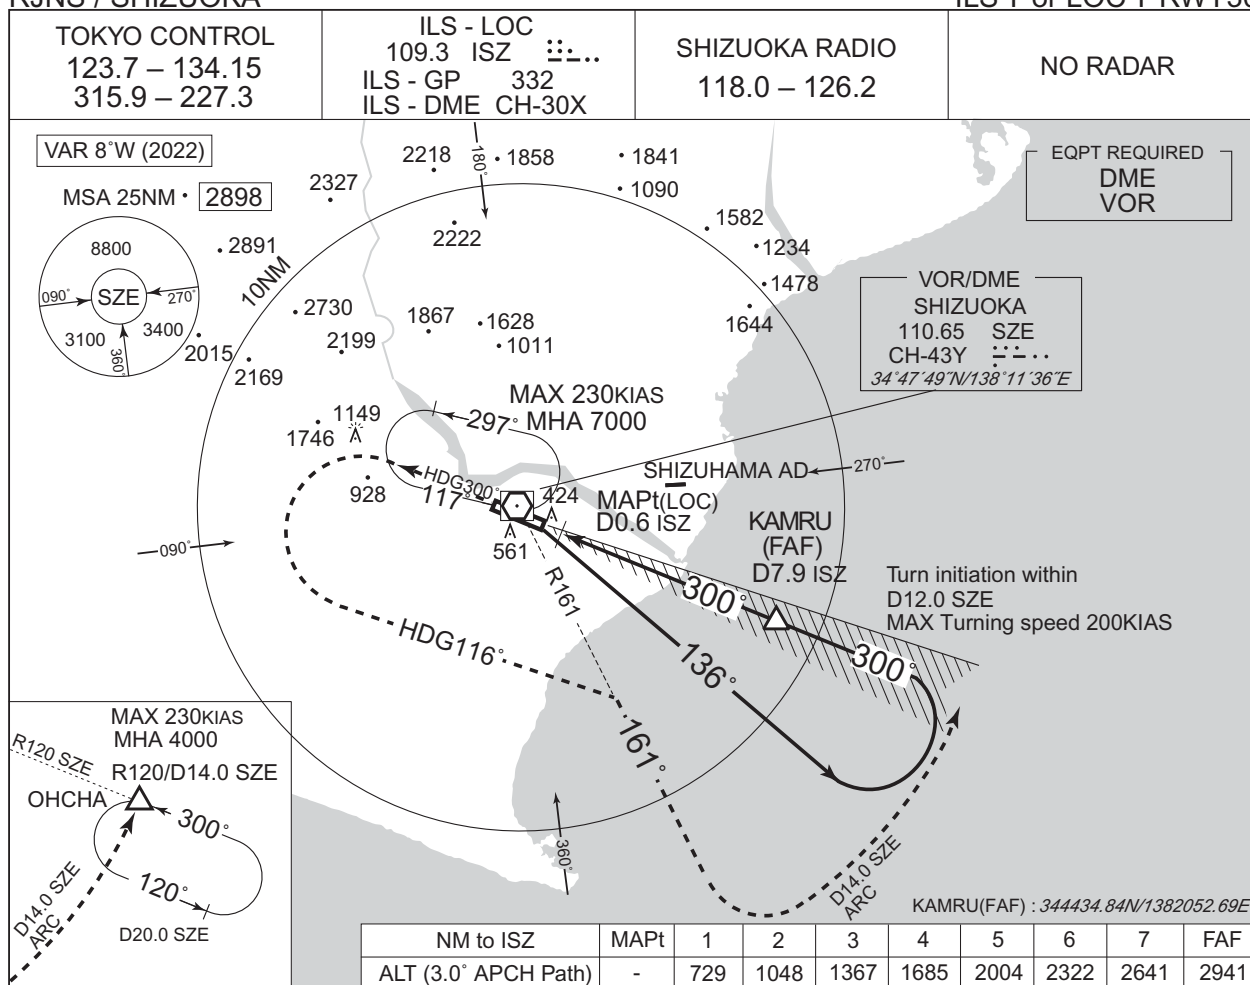 RJNS / SHIZUOKA
ILS Y or LOC Y RWY30
TOKYO CONTROL
123.7 – 134.15
315.9 – 227.3
ILS - LOC
109.3 ISZ
ILS - GP 332
ILS - DME CH-30X
SHIZUOKA RADIO
118.0 – 126.2
NO RADAR
VAR 8°W (2022)
MSA 25NM
2898
8800
SZE
090°
270°
3100
3400
360°
2327
2218
180°
1858
1841
1090
2222
1582
1234
1478
1644
2891
10NM
2730
2199
1867
1628
1011
2015
2169
EQPT REQUIRED
DME
VOR
VOR/DME
SHIZUOKA
110.65 SZE
CH-43Y
34°47´49˝N/138°11´36˝E
MAX 230KIAS
MHA 7000
1149
1746
297°
928
HDG300°
117°
424
561
SHIZUHAMA AD
270°
MAPt(LOC)
D0.6 ISZ
KAMRU
(FAF)
D7.9 ISZ
090°
R161
300°
Turn initiation within
D12.0 SZE
MAX Turning speed 200KIAS
HDG116°
136°
300°
161°
360°
D14.0 SZE
ARC
MAX 230KIAS
MHA 4000
R120 SZE
R120/D14.0 SZE
OHCHA
300°
120°
D14.0 SZE
ARC
D20.0 SZE
KAMRU(FAF) : 344434.84N/1382052.69E
NM to ISZ MAPt 1 2 3 4 5 6 7 FAF
ALT (3.0° APCH Path) - 729 1048 1367 1685 2004 2322 2641 2941